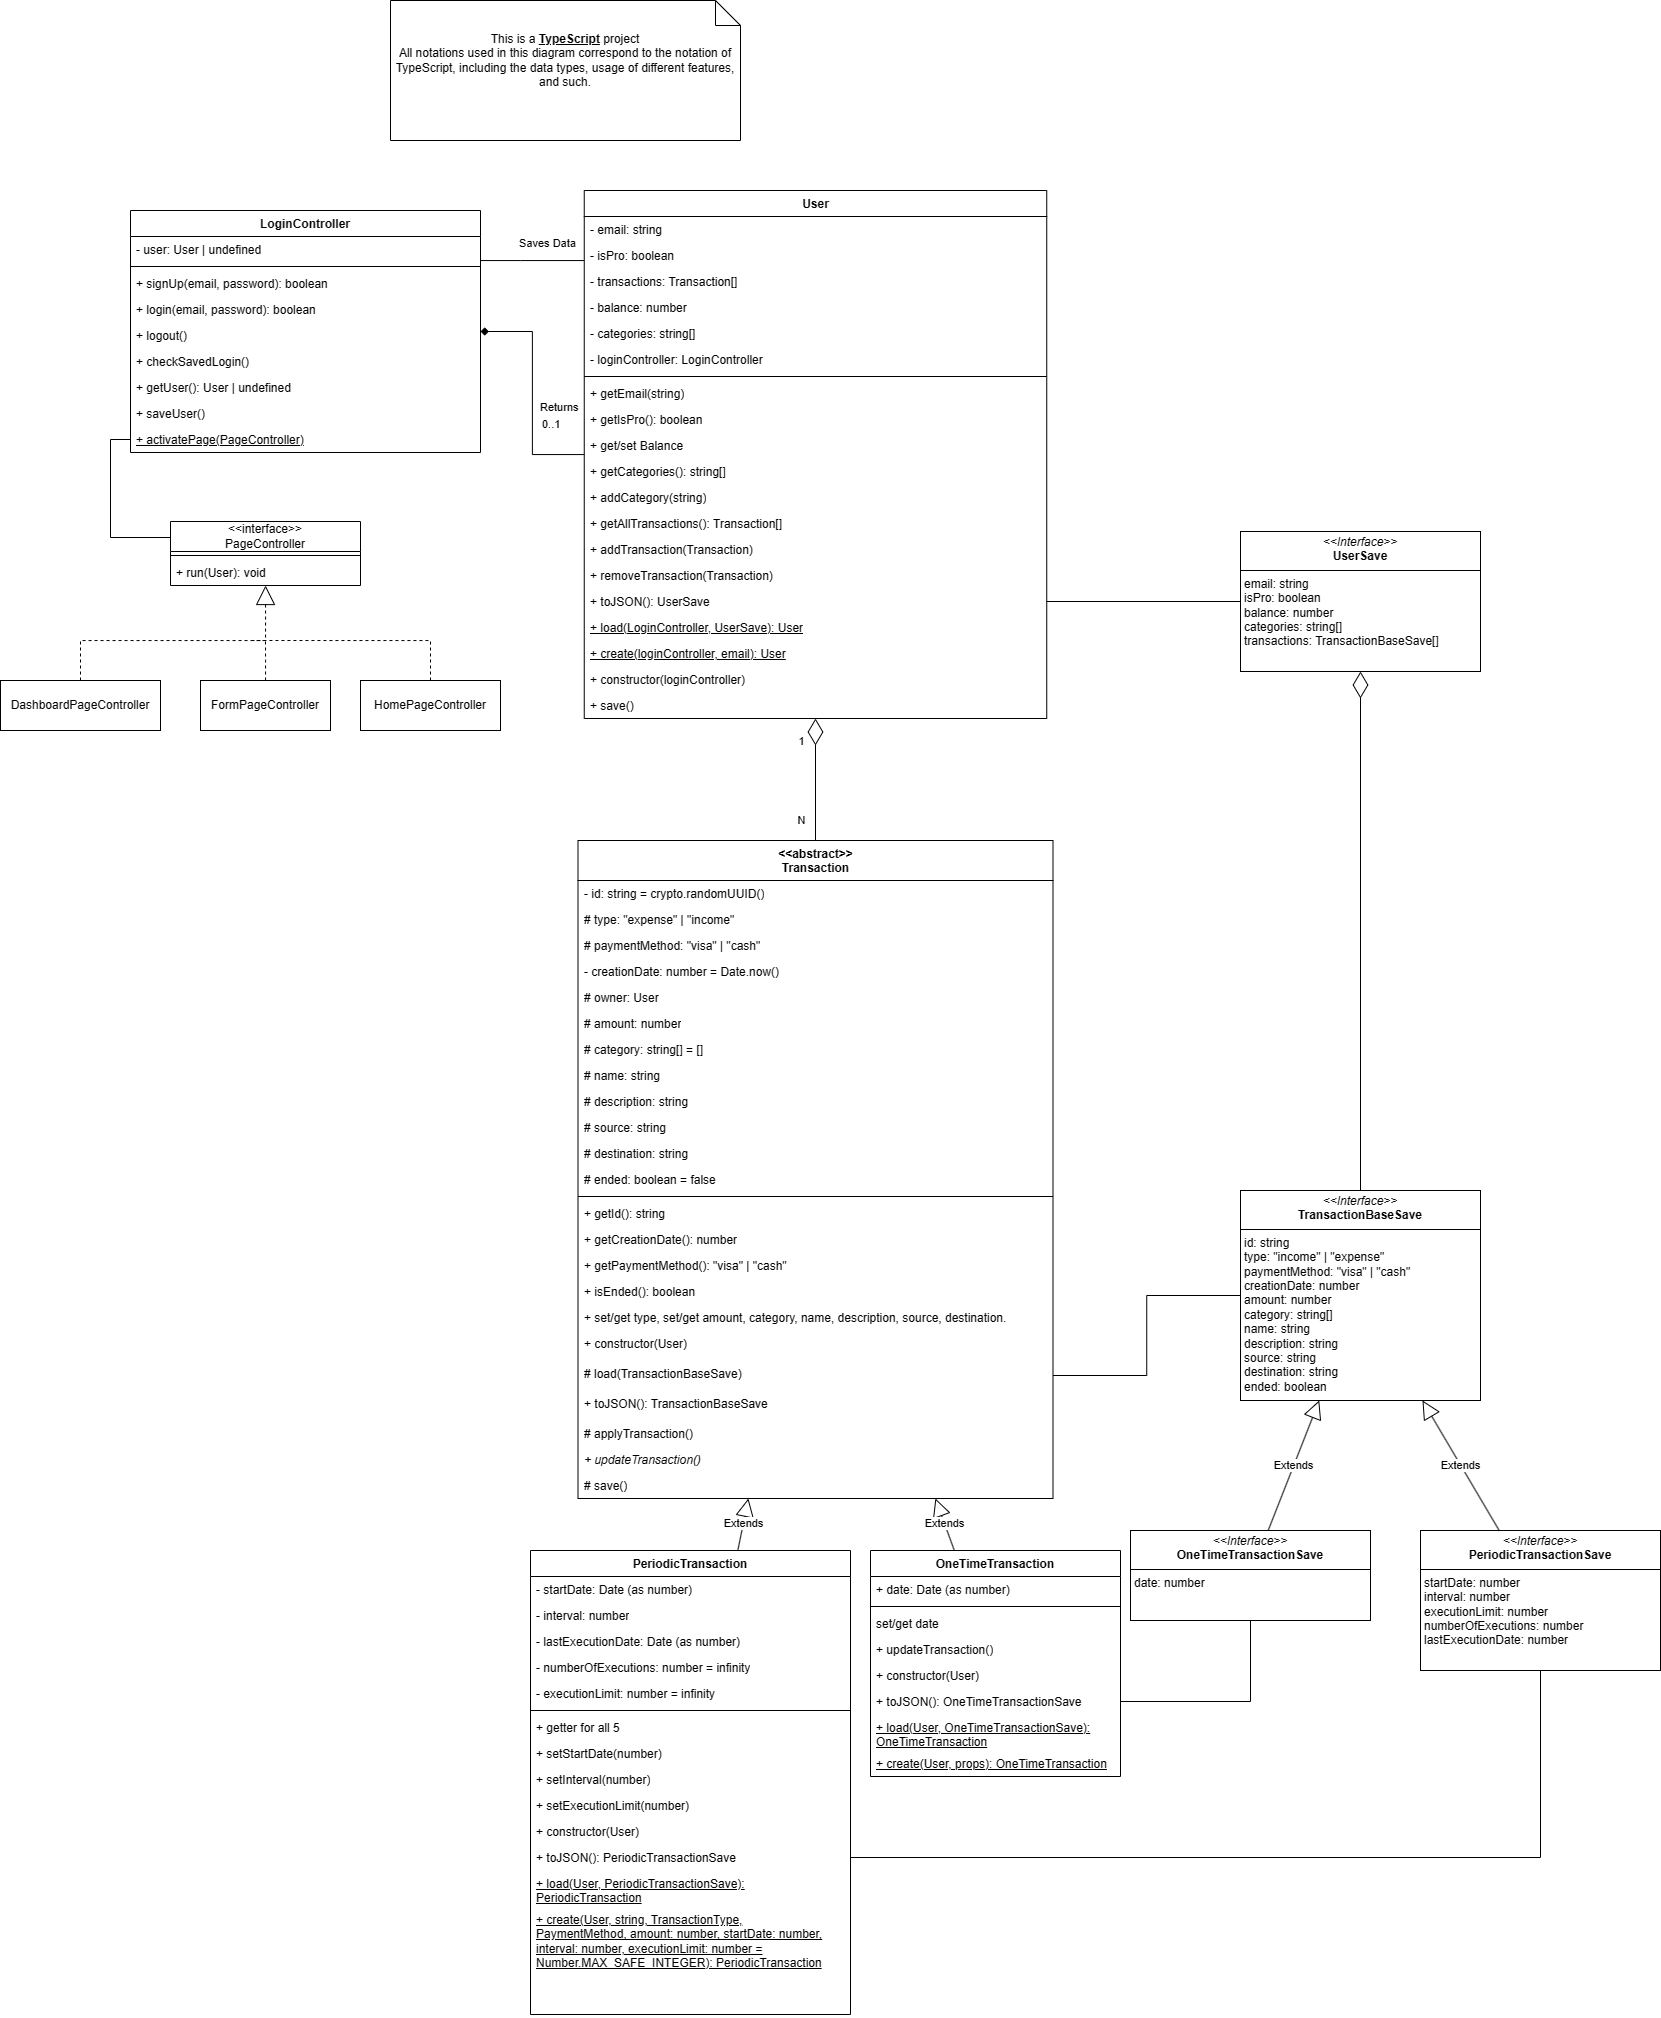 This is a TypeScript project
All notations used in this diagram correspond to the notation of
TypeScript, including the data types, usage of different features,
and such.
LoginController
- user: User | undefined
+ signUp(email, password): boolean
+ login(email, password): boolean
+ logout()
+ checkSavedLogin()
+ getUser(): User | undefined
+ saveUser()
+ activatePage(PageController)
Saves Data
Returns
0..1
User
- email: string
- isPro: boolean
- transactions: Transaction[]
- balance: number
- categories: string[]
- loginController: LoginController
+ getEmail(string)
+ getIsPro(): boolean
+ get/set Balance
+ getCategories(): string[]
+ addCategory(string)
+ getAllTransactions(): Transaction[]
+ addTransaction(Transaction)
+ removeTransaction(Transaction)
+ toJSON(): UserSave
+ load(LoginController, UserSave): User
+ create(loginController, email): User
+ constructor(loginController)
+ save()
<<interface>>
PageController
+ run(User): void
DashboardPageController
FormPageController
HomePageController
<<Interface>>
UserSave
email: string
isPro: boolean
balance: number
categories: string[]
transactions: TransactionBaseSave[]
1
N
<<abstract>>
Transaction
- id: string = crypto.randomUUID()
# type: "expense" | "income"
# paymentMethod: "visa" | "cash"
- creationDate: number = Date.now()
# owner: User
# amount: number
# category: string[] = []
# name: string
# description: string
# source: string
# destination: string
# ended: boolean = false
+ getId(): string
+ getCreationDate(): number
+ getPaymentMethod(): "visa" | "cash"
+ isEnded(): boolean
+ set/get type, set/get amount, category, name, description, source, destination.
+ constructor(User)
# load(TransactionBaseSave)
+ toJSON(): TransactionBaseSave
# applyTransaction()
+ updateTransaction()
# save()
<<Interface>>
TransactionBaseSave
id: string
type: "income" | "expense"
paymentMethod: "visa" | "cash"
creationDate: number
amount: number
category: string[]
name: string
description: string
source: string
destination: string
ended: boolean
Extends
Extends
Extends
Extends
PeriodicTransaction
- startDate: Date (as number)
- interval: number
- lastExecutionDate: Date (as number)
- numberOfExecutions: number = infinity
- executionLimit: number = infinity
+ getter for all 5
+ setStartDate(number)
+ setInterval(number)
+ setExecutionLimit(number)
+ constructor(User)
+ toJSON(): PeriodicTransactionSave
+ load(User, PeriodicTransactionSave):
PeriodicTransaction
+ create(User, string, TransactionType,
PaymentMethod, amount: number, startDate: number,
interval: number, executionLimit: number =
Number.MAX_SAFE_INTEGER): PeriodicTransaction
OneTimeTransaction
+ date: Date (as number)
set/get date
+ updateTransaction()
+ constructor(User)
+ toJSON(): OneTimeTransactionSave
+ load(User, OneTimeTransactionSave):
OneTimeTransaction
+ create(User, props): OneTimeTransaction
<<Interface>>
OneTimeTransactionSave
date: number
<<Interface>>
PeriodicTransactionSave
startDate: number
interval: number
executionLimit: number
numberOfExecutions: number
lastExecutionDate: number